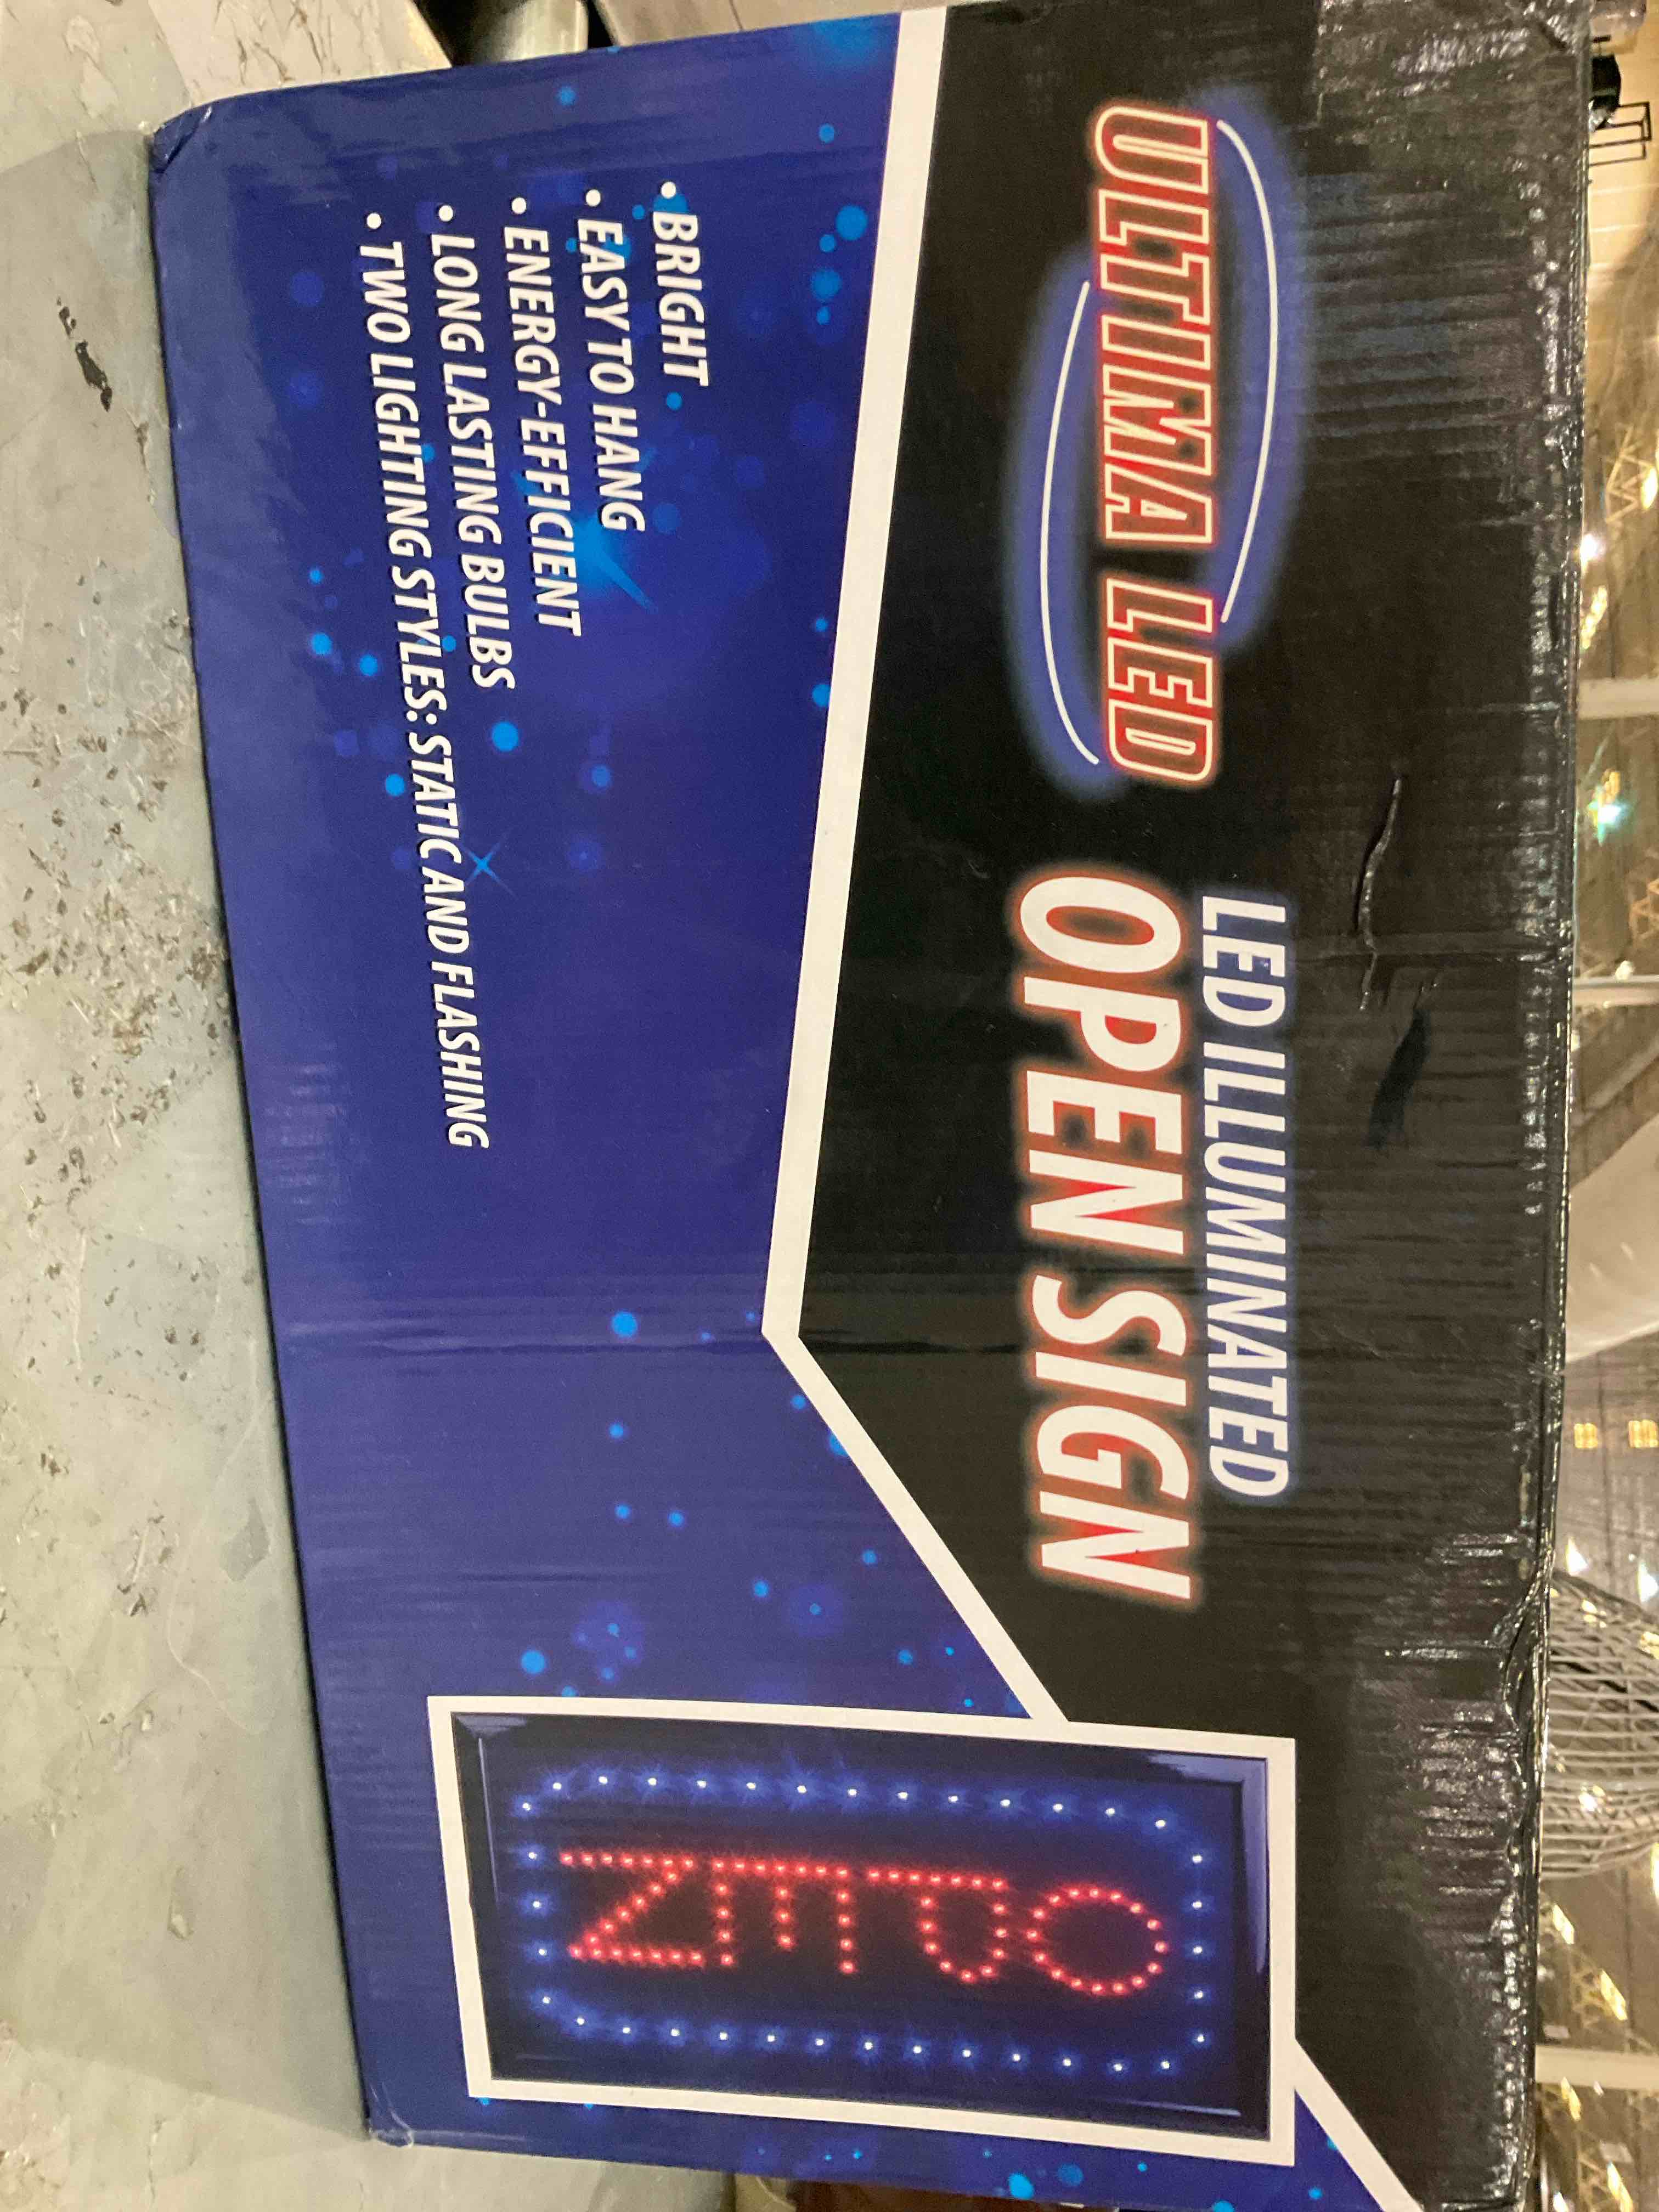 ULTIMA LED
LED ILLUMINATED
OPEN SIGN
• BRIGHT
• EASY TO HANG
• ENERGY-EFFICIENT
• LONG LASTING BULBS
• TWO LIGHTING STYLES: STATIC AND FLASHING
OPEN